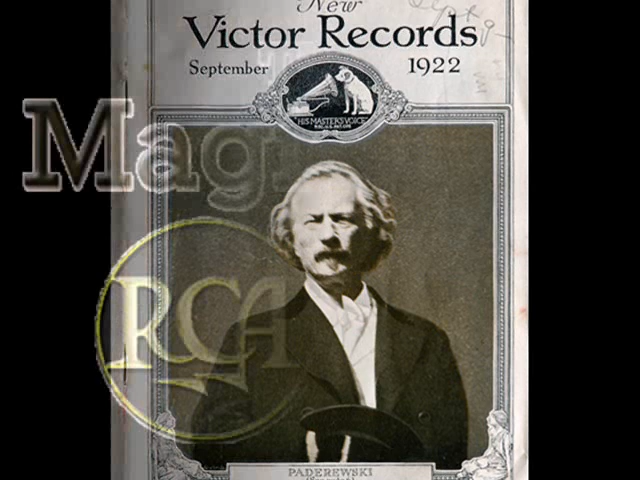 New
Victor Records
September 1922
"HIS MASTER'S VOICE"
Mag
RCA
PADEREWSKI